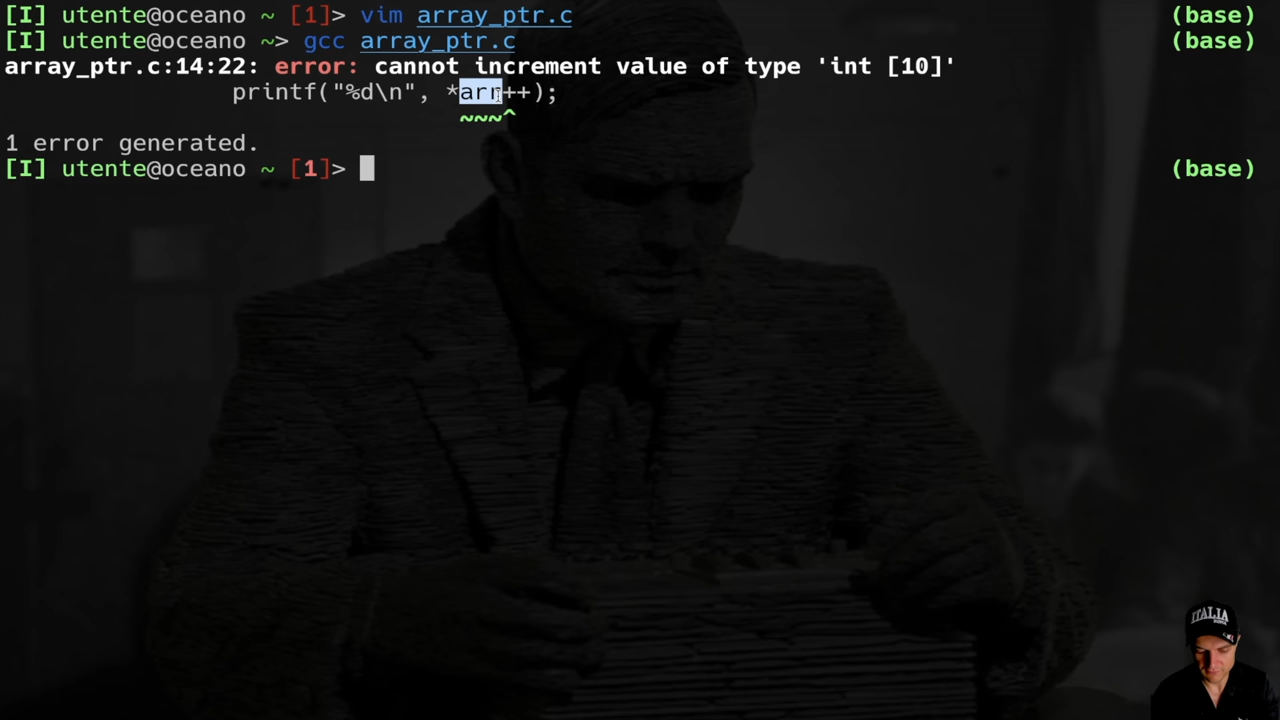 [I] utente@oceano ~ [1]> vim array_ptr.c (base)
[I] utente@oceano ~> gcc array_ptr.c (base)
array_ptr.c:14:22: error: cannot increment value of type 'int [10]'
printf("%d\n", *arr++);
~~~^
1 error generated.
[I] utente@oceano ~ [1]> (base)
ITALIA